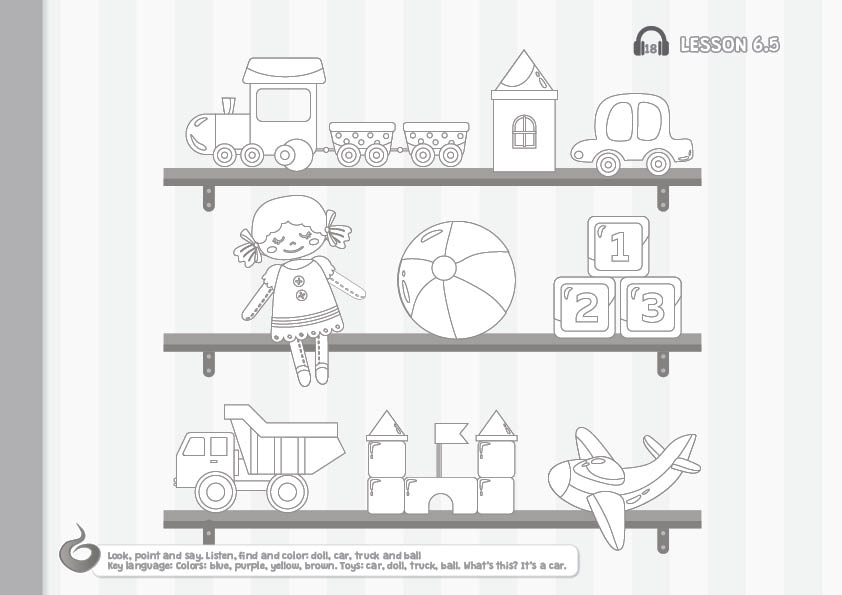 18 LESSON 6.5
1
2 3
Look, point and say. Listen, find and color: doll, car, truck and ball
Key language: Colors: blue, purple, yellow, brown. Toys: car, doll, truck, ball. What's this? It's a car.